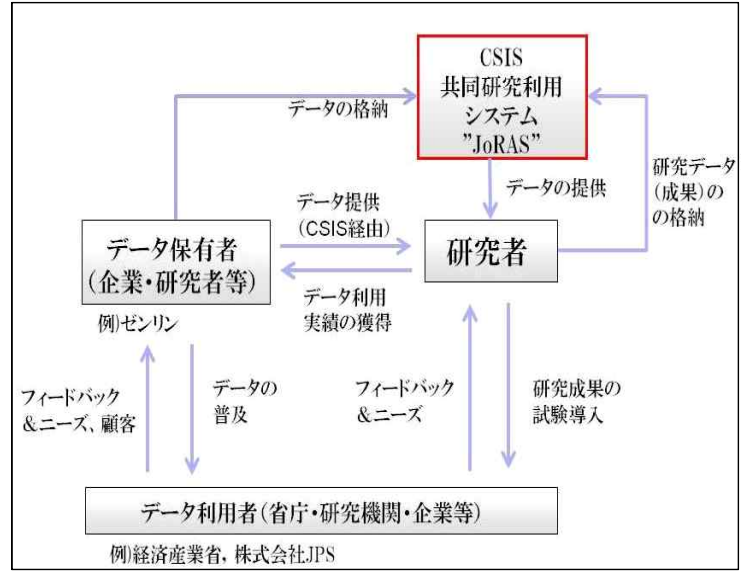 CSIS
共同研究利用
システム
”JoRAS”
データの格納
研究データ
(成果)の
の格納
データの提供
データ提供
(CSIS経由)
データ保有者
(企業・研究者等)
研究者
データ利用
実績の獲得
例)ゼンリン
フィードバック
&ニーズ、顧客
データの
普及
フィードバック
&ニーズ
研究成果の
試験導入
データ利用者(省庁・研究機関・企業等)
例)経済産業省, 株式会社JPS